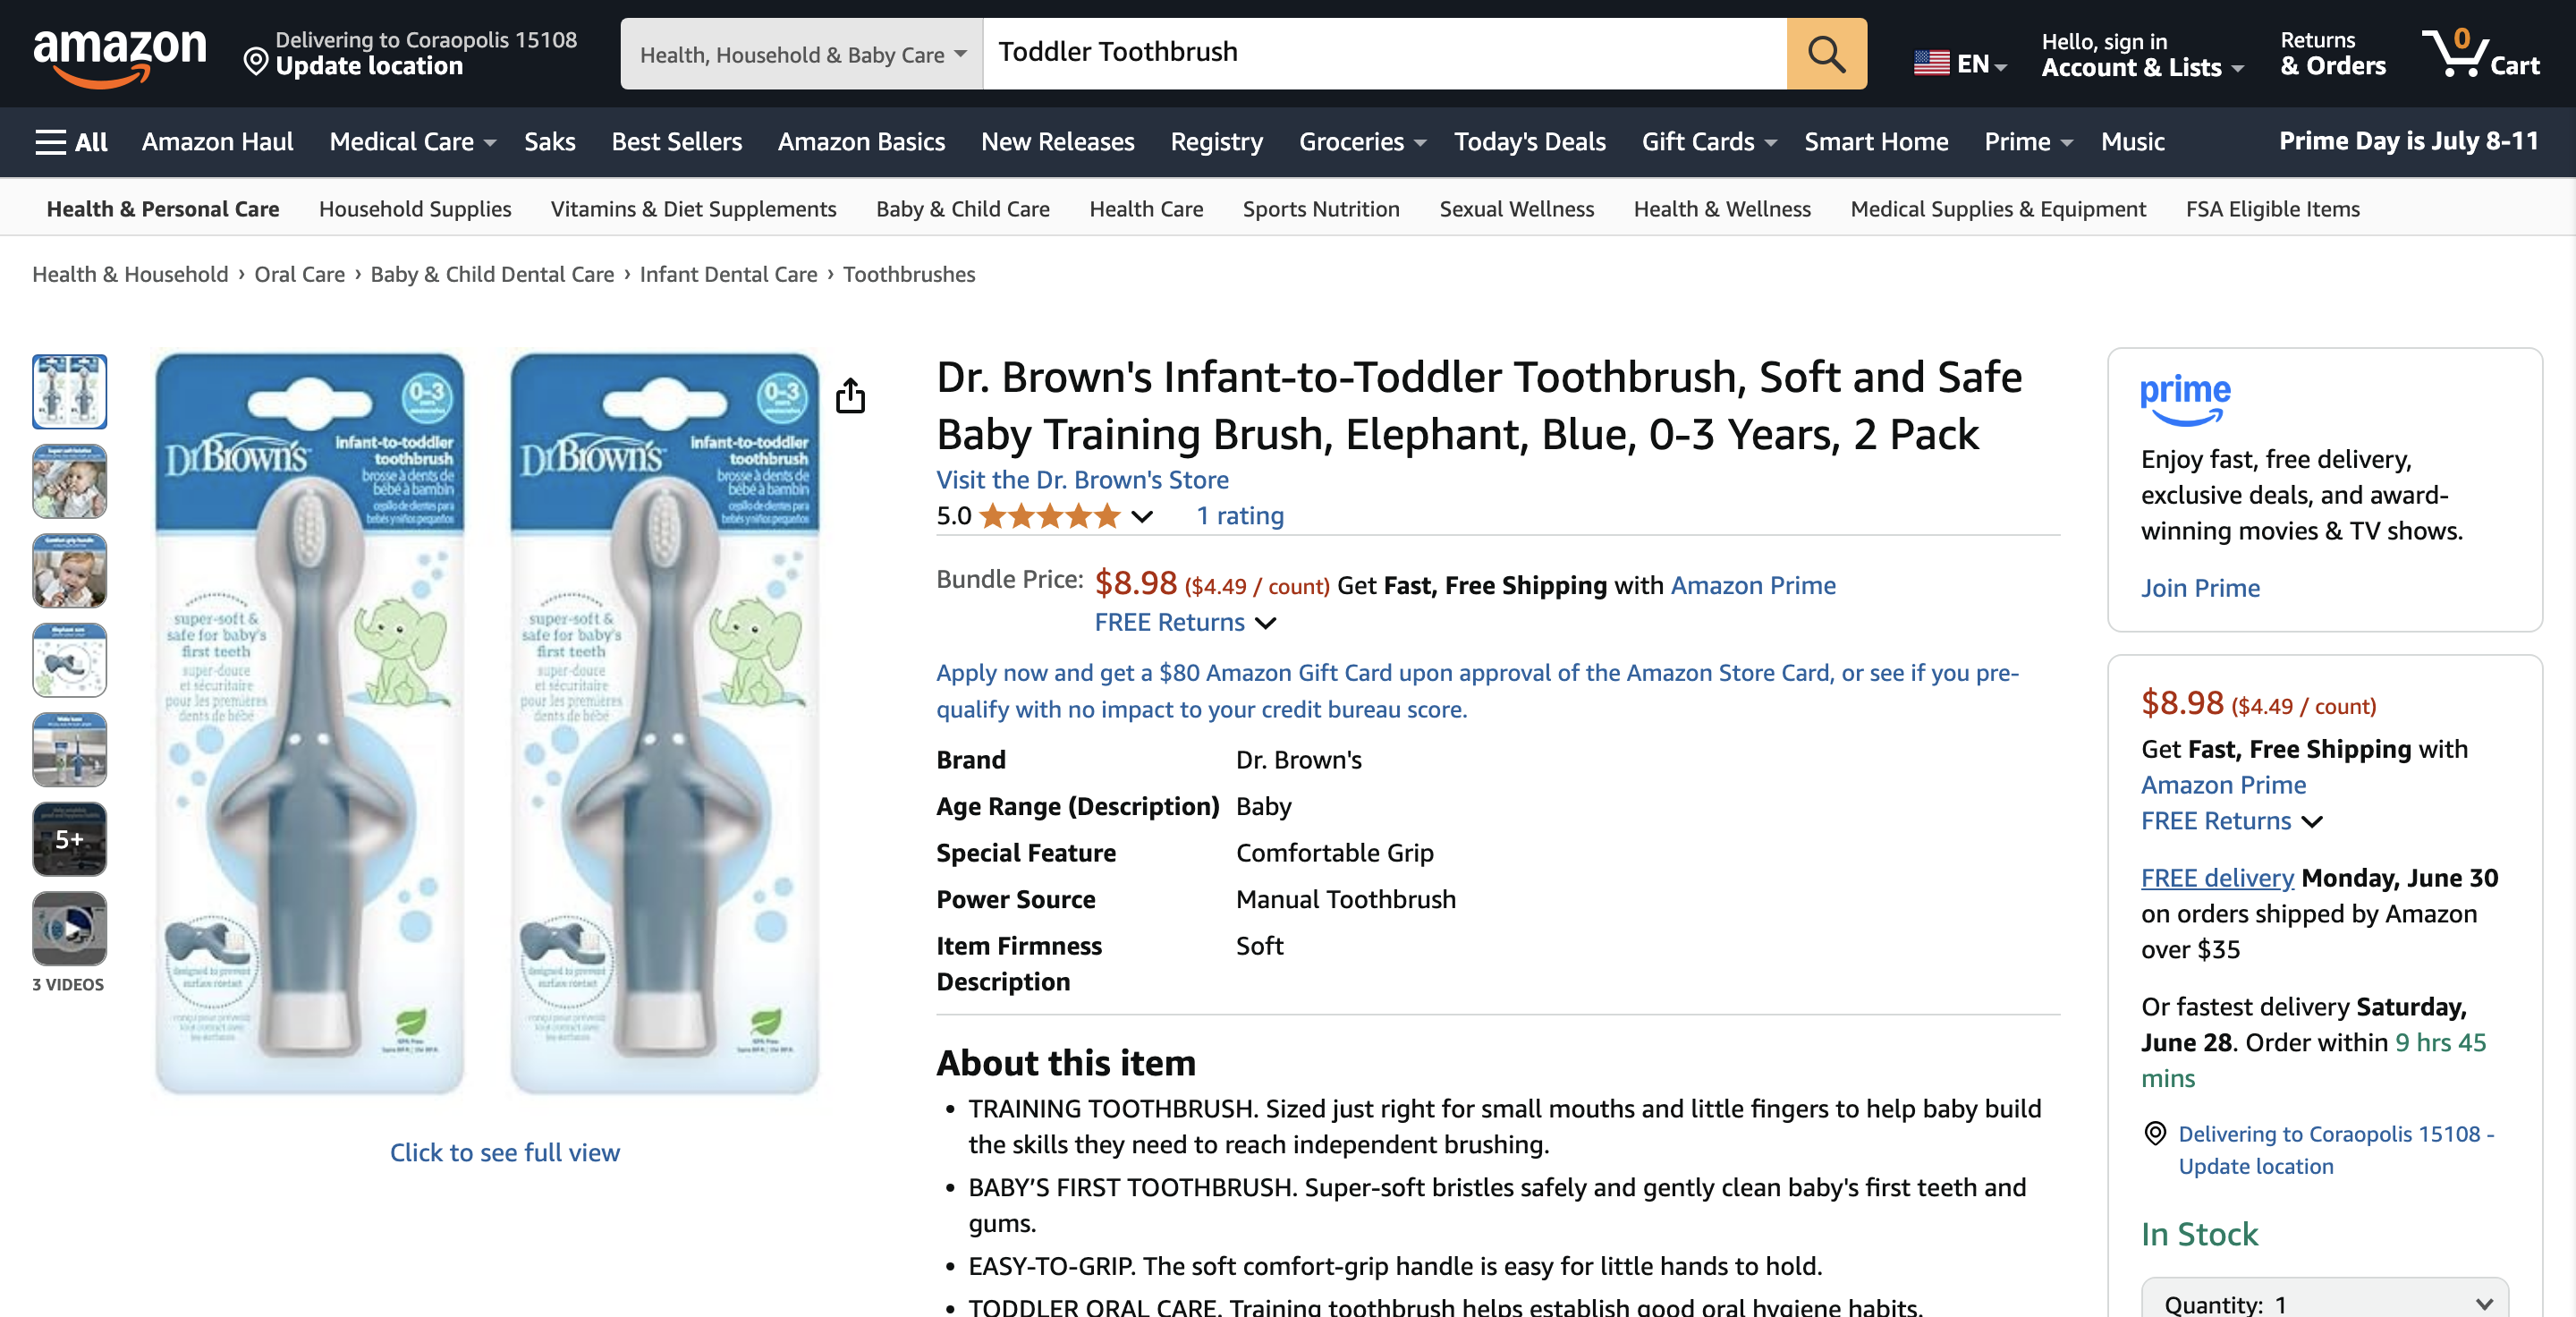 amazon
Delivering to Coraopolis 15108
Update location
Health, Household & Baby Care
Toddler Toothbrush
EN
Hello, sign in
Account & Lists
Returns
& Orders
0
Cart
All
Amazon Haul
Medical Care
Saks
Best Sellers
Amazon Basics
New Releases
Registry
Groceries
Today's Deals
Gift Cards
Smart Home
Prime
Music
Prime Day is July 8-11
Health & Personal Care
Household Supplies
Vitamins & Diet Supplements
Baby & Child Care
Health Care
Sports Nutrition
Sexual Wellness
Health & Wellness
Medical Supplies & Equipment
FSA Eligible Items
Health & Household › Oral Care › Baby & Child Dental Care › Infant Dental Care › Toothbrushes
5+
3 VIDEOS
0-3
Dr Brown's
infant-to-toddler
toothbrush
brosse à dents de
bébé à bambin
cepillo de dientes para
bebés y niños pequeños
super-soft &
safe for baby's
first teeth
super-douce
et sécuritaire
pour les premières
dents de bébé
designed to prevent
surface contact
0-3
Dr Brown's
infant-to-toddler
toothbrush
brosse à dents de
bébé à bambin
cepillo de dientes para
bebés y niños pequeños
super-soft &
safe for baby's
first teeth
super-douce
et sécuritaire
pour les premières
dents de bébé
designed to prevent
surface contact
Click to see full view
Dr. Brown's Infant-to-Toddler Toothbrush, Soft and Safe
Baby Training Brush, Elephant, Blue, 0-3 Years, 2 Pack
Visit the Dr. Brown's Store
5.0
1 rating
Bundle Price: $8.98 ($4.49 / count) Get Fast, Free Shipping with Amazon Prime
FREE Returns
Apply now and get a $80 Amazon Gift Card upon approval of the Amazon Store Card, or see if you pre-
qualify with no impact to your credit bureau score.
Brand Dr. Brown's
Age Range (Description) Baby
Special Feature Comfortable Grip
Power Source Manual Toothbrush
Item Firmness Soft
Description
About this item
• TRAINING TOOTHBRUSH. Sized just right for small mouths and little fingers to help baby build
the skills they need to reach independent brushing.
• BABY’S FIRST TOOTHBRUSH. Super-soft bristles safely and gently clean baby's first teeth and
gums.
• EASY-TO-GRIP. The soft comfort-grip handle is easy for little hands to hold.
• TODDLER ORAL CARE. Training toothbrush helps establish good oral hygiene habits.
prime
Enjoy fast, free delivery,
exclusive deals, and award-
winning movies & TV shows.
Join Prime
$8.98 ($4.49 / count)
Get Fast, Free Shipping with
Amazon Prime
FREE Returns
FREE delivery Monday, June 30
on orders shipped by Amazon
over $35
Or fastest delivery Saturday,
June 28. Order within 9 hrs 45
mins
Delivering to Coraopolis 15108 -
Update location
In Stock
Quantity: 1